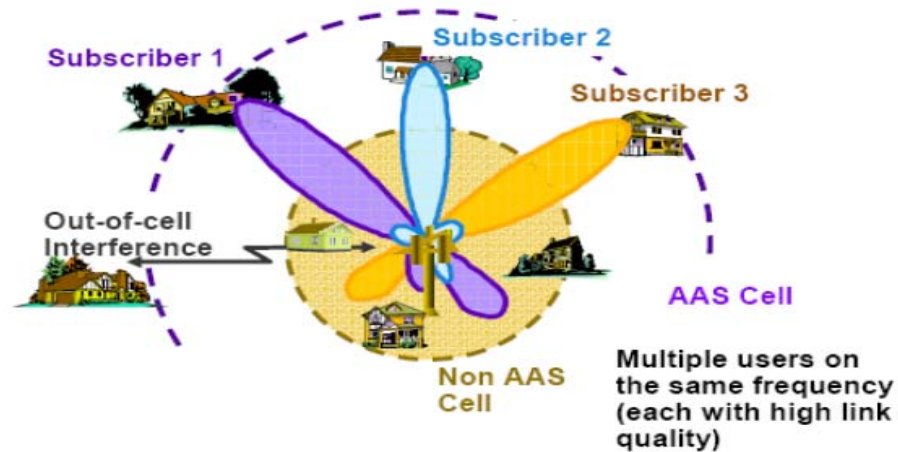 Subscriber 1
Subscriber 2
Subscriber 3
Out-of-cell
Interference
AAS Cell
Non AAS
Cell
Multiple users on
the same frequency
(each with high link
quality)